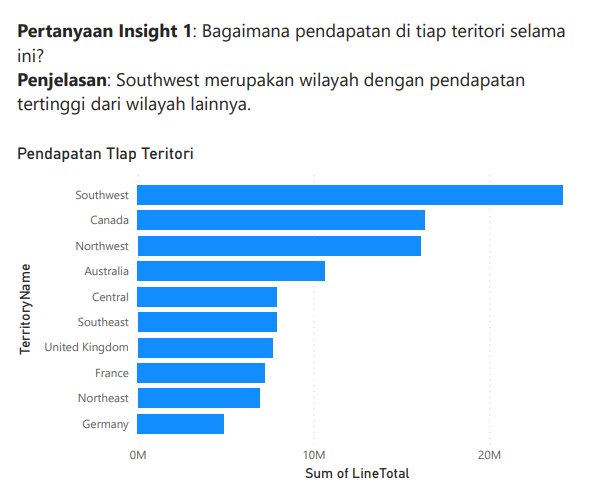 Pertanyaan Insight 1: Bagaimana pendapatan di tiap teritori selama
ini?
Penjelasan: Southwest merupakan wilayah dengan pendapatan
tertinggi dari wilayah lainnya.
Pendapatan TIap Teritori
TerritoryName
Southwest
Canada
Northwest
Australia
Central
Southeast
United Kingdom
France
Northeast
Germany
0M
10M
20M
Sum of LineTotal